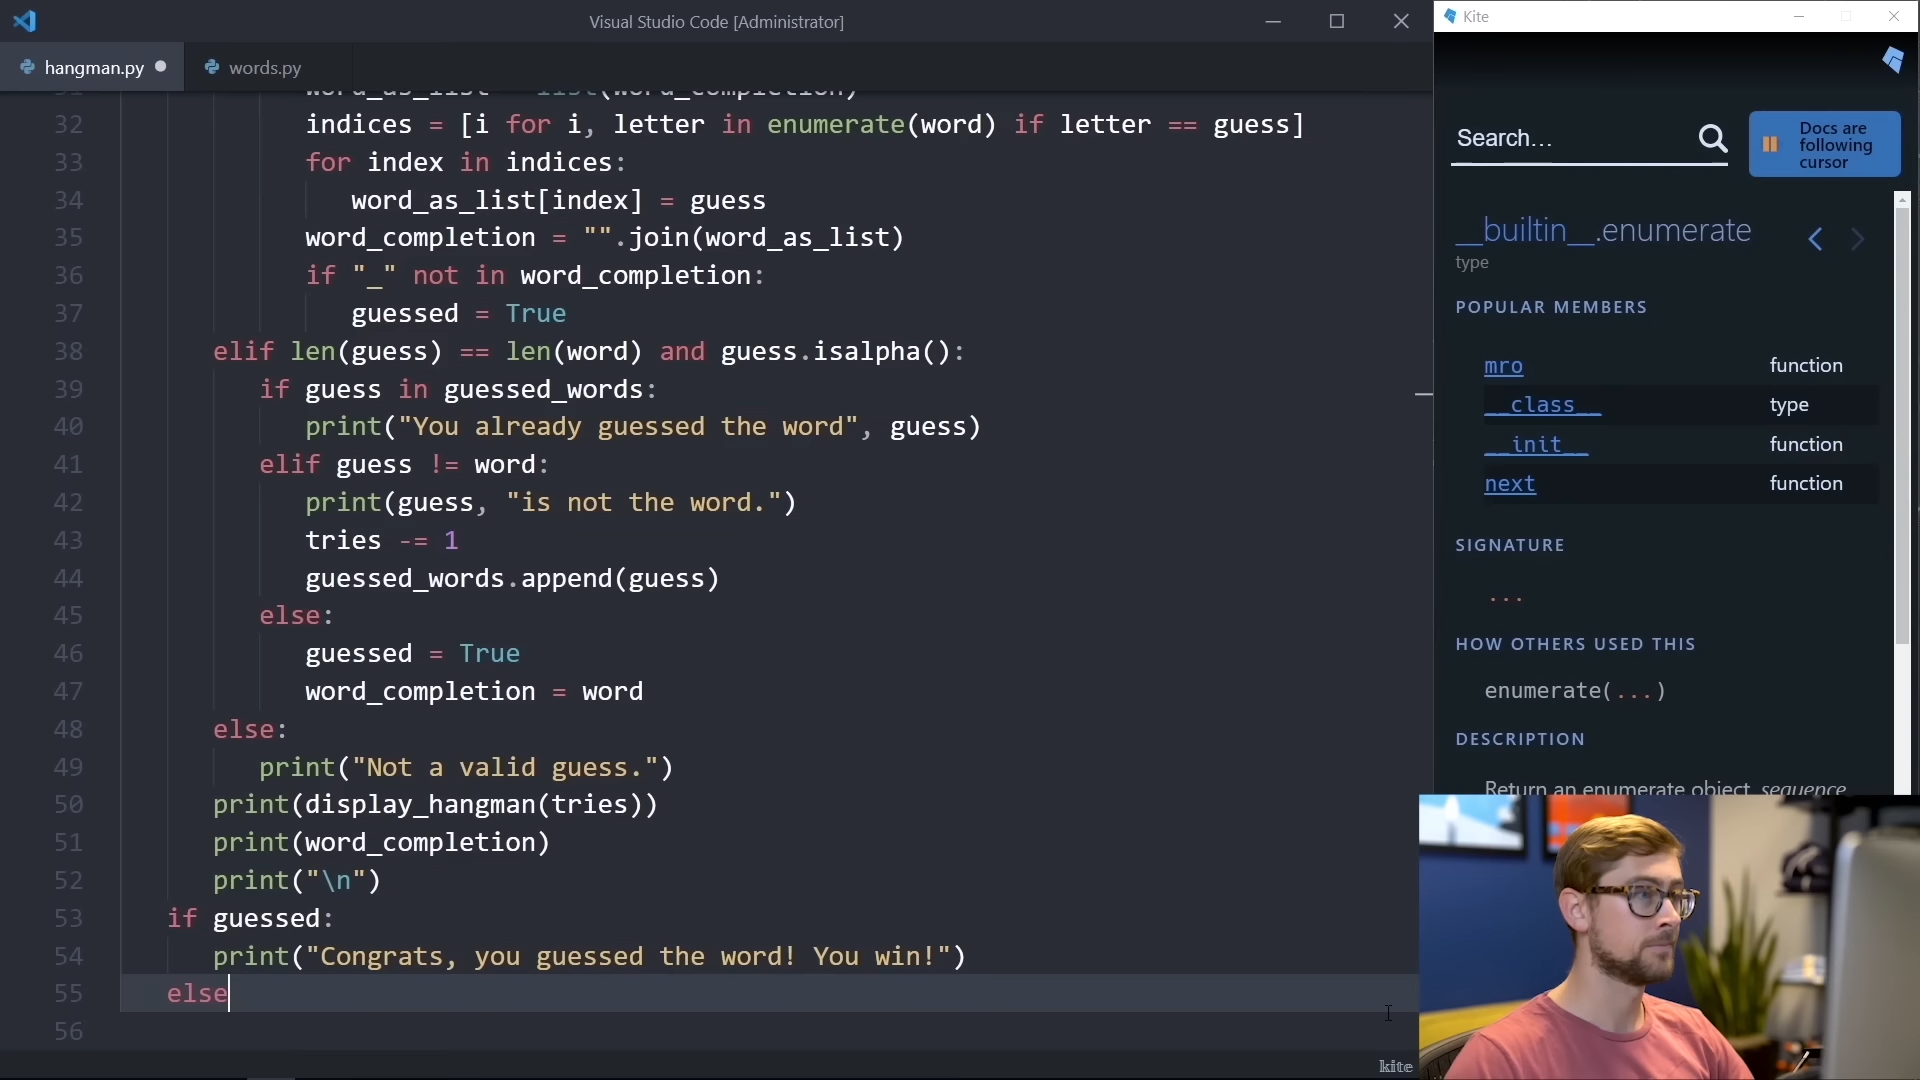 Visual Studio Code [Administrator]
Kite
hangman.py
words.py
31 word_as_list = list(word_completion)
32 indices = [i for i, letter in enumerate(word) if letter == guess]
33 for index in indices:
34 word_as_list[index] = guess
35 word_completion = "".join(word_as_list)
36 if "_" not in word_completion:
37 guessed = True
38 elif len(guess) == len(word) and guess.isalpha():
39 if guess in guessed_words:
40 print("You already guessed the word", guess)
41 elif guess != word:
42 print(guess, "is not the word.")
43 tries -= 1
44 guessed_words.append(guess)
45 else:
46 guessed = True
47 word_completion = word
48 else:
49 print("Not a valid guess.")
50 print(display_hangman(tries))
51 print(word_completion)
52 print("\n")
53 if guessed:
54 print("Congrats, you guessed the word! You win!")
55 else
56
kite
Search…
Docs are
following
cursor
__builtin__.enumerate
type
POPULAR MEMBERS
mro function
__class__ type
__init__ function
next function
SIGNATURE
...
HOW OTHERS USED THIS
enumerate(...)
DESCRIPTION
Return an enumerate object. sequence